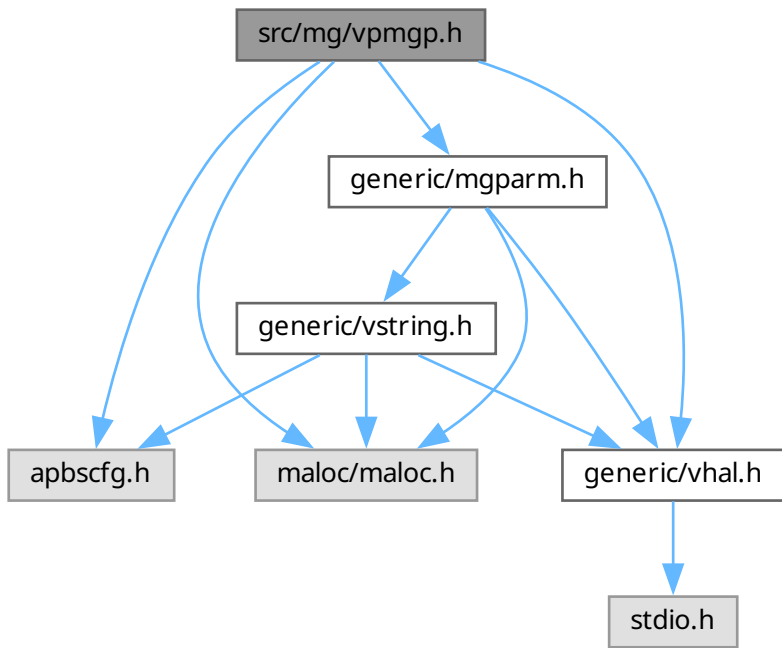 src/mg/vpmgp.h
generic/mgparm.h
generic/vstring.h
apbscfg.h
maloc/maloc.h
generic/vhal.h
stdio.h